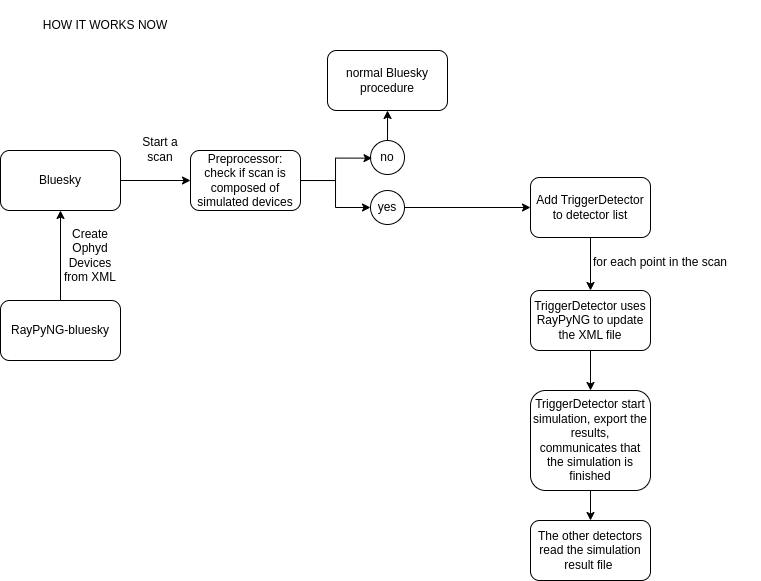 HOW IT WORKS NOW
normal Bluesky
procedure
Start a
scan
no
Bluesky
Preprocessor:
check if scan is
composed of
simulated devices
yes
Add TriggerDetector
to detector list
Create
Ophyd
Devices
from XML
for each point in the scan
RayPyNG-bluesky
TriggerDetector uses
RayPyNG to update
the XML file
TriggerDetector start
simulation, export the
results,
communicates that
the simulation is
finished
The other detectors
read the simulation
result file